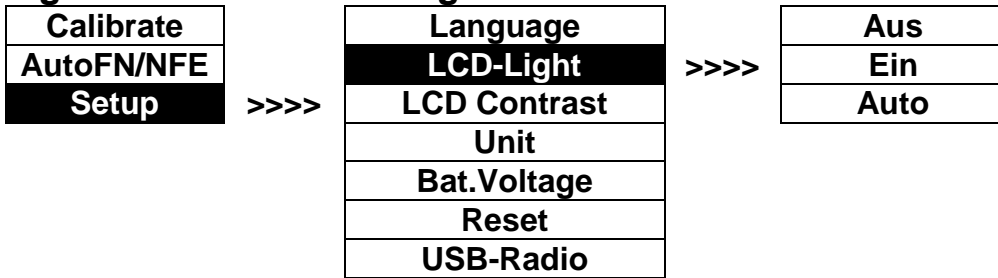 Calibrate
AutoFN/NFE
Setup
>>>>
Language
LCD-Light
LCD Contrast
Unit
Bat.Voltage
Reset
USB-Radio
>>>>
Aus
Ein
Auto